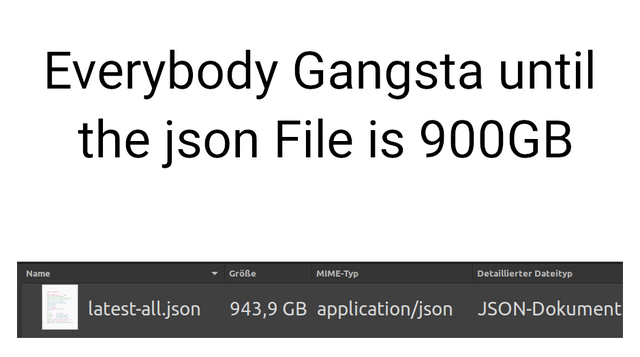 Everybody Gangsta until
the json File is 900GB
Name Größe MIME-Typ Detaillierter Dateityp
latest-all.json 943,9 GB application/json JSON-Dokument